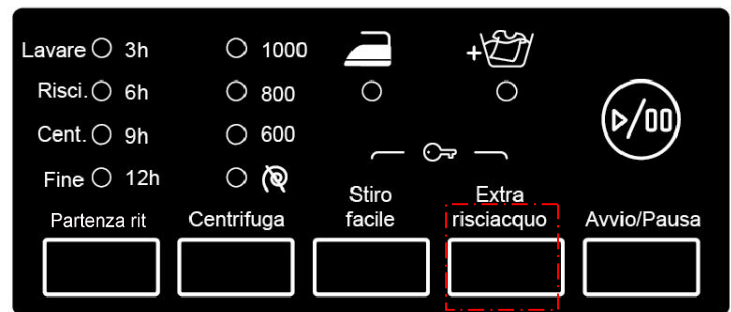 Lavare 3h 1000
Risci. 6h 800
Cent. 9h 600
Fine 12h
Stiro facile
Extra risciacquo
Partenza rit
Centrifuga
Avvio/Pausa